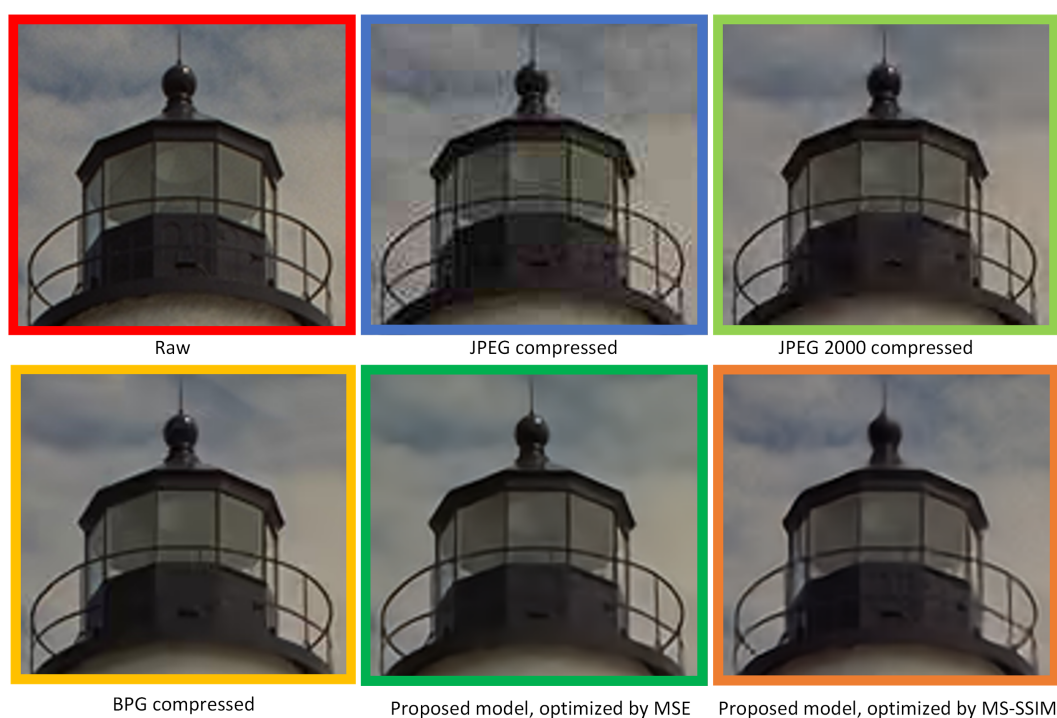 Raw
JPEG compressed
JPEG 2000 compressed
BPG compressed
Proposed model, optimized by MSE
Proposed model, optimized by MS-SSIM